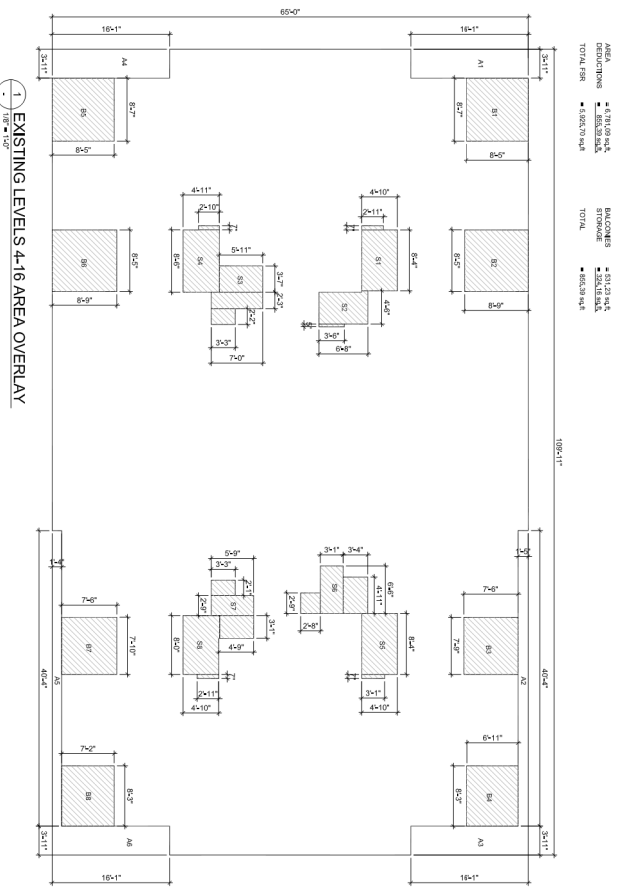 AREA = 6,781.09 sq.ft.
DEDUCTIONS = 855.39 sq.ft.
TOTAL FSR = 5,925.70 sq.ft
BALCONIES = 531.23 sq.ft.
STORAGE = 324.16 sq.ft.
TOTAL = 855.39 sq.ft
65'-0"
16'-1"
16'-1"
3'-11"
A4
A1
3'-11"
8'-7"
B5
8'-5"
8'-7"
B1
8'-5"
4'-11"
2'-10"
7"
5'-11"
8'-6"
S4
S3
3'-7"
2'-3"
2'-2"
3'-3"
7'-0"
4'-10"
2'-11"
7"
S1
8'-4"
S2
4'-6"
5"
3'-6"
6'-8"
8'-5"
B6
8'-9"
8'-5"
B2
8'-9"
109'-11"
1'-5"
40'-4"
1'-5"
40'-4"
5'-9"
3'-3"
2'-1"
2'-9"
S7
3'-1"
4'-9"
8'-0"
S8
7"
2'-11"
4'-10"
3'-1"
3'-4"
6'-6"
4'-11"
S6
2'-9"
2'-8"
S5
8'-4"
7"
3'-1"
4'-10"
7'-6"
B7
7'-10"
A5
7'-6"
7'-9"
B3
A2
7'-2"
B8
8'-3"
6'-11"
8'-3"
B4
3'-11"
A6
A3
3'-11"
16'-1"
16'-1"
1
-
EXISTING LEVELS 4-16 AREA OVERLAY
1/8" = 1'-0"